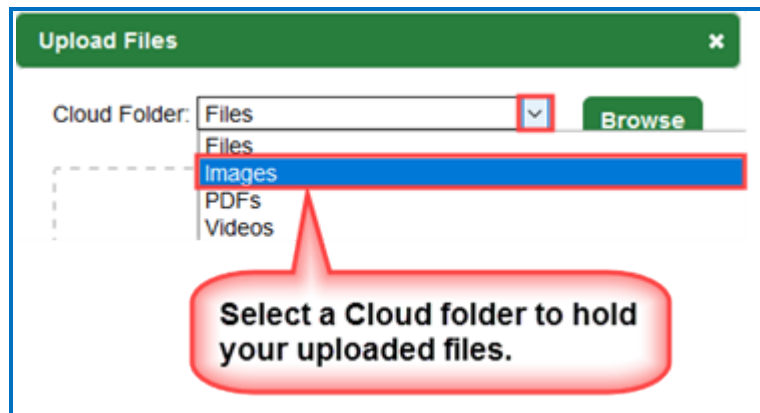 Upload Files
Cloud Folder: Files Browse
Files
Images
PDFs
Videos
Select a Cloud folder to hold
your uploaded files.